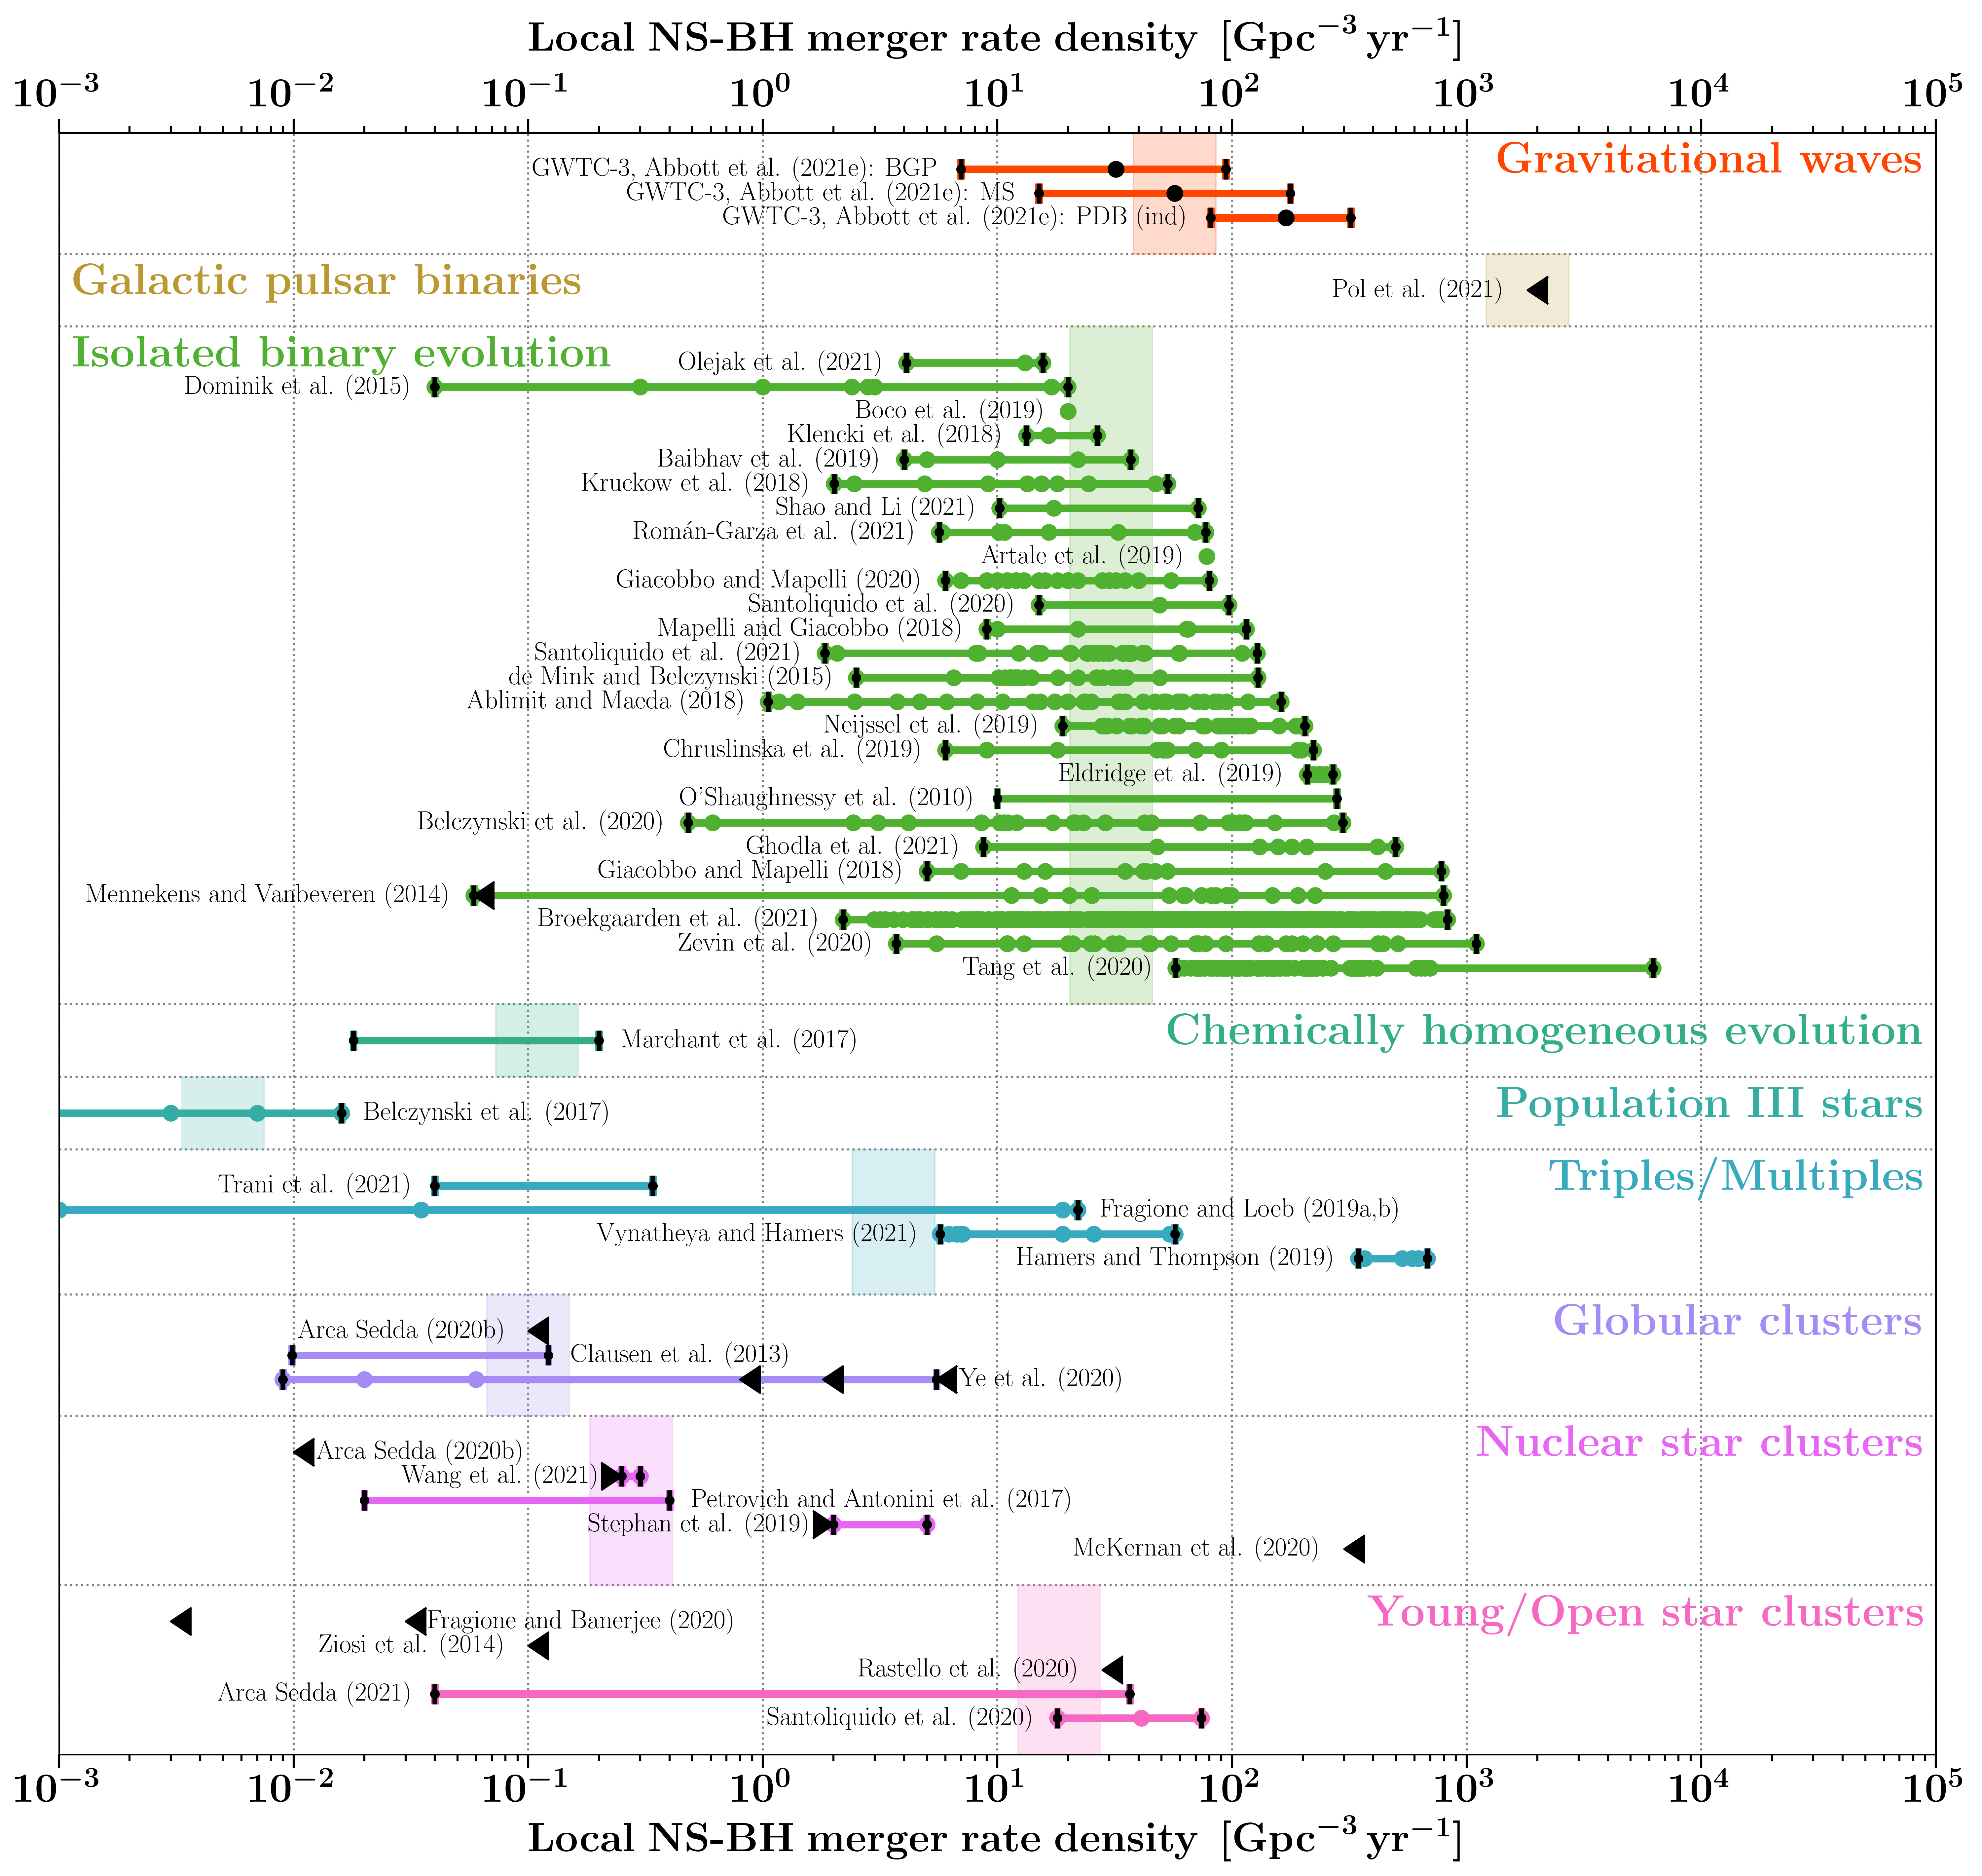 Local NS-BH merger rate density [Gpc⁻³ yr⁻¹]
10⁻³ 10⁻² 10⁻¹ 10⁰ 10¹ 10² 10³ 10⁴ 10⁵
Gravitational waves
GWTC-3, Abbott et al. (2021e): BGP
GWTC-3, Abbott et al. (2021e): MS
GWTC-3, Abbott et al. (2021e): PDB (ind)
Galactic pulsar binaries
Pol et al. (2021)
Isolated binary evolution
Olejak et al. (2021)
Dominik et al. (2015)
Boco et al. (2019)
Klencki et al. (2018)
Baibhav et al. (2019)
Kruckow et al. (2018)
Shao and Li (2021)
Román-Garza et al. (2021)
Artale et al. (2019)
Giacobbo and Mapelli (2020)
Santoliquido et al. (2020)
Mapelli and Giacobbo (2018)
Santoliquido et al. (2021)
de Mink and Belczynski (2015)
Ablimit and Maeda (2018)
Neijssel et al. (2019)
Chruslinska et al. (2019)
Eldridge et al. (2019)
O'Shaughnessy et al. (2010)
Belczynski et al. (2020)
Ghodla et al. (2021)
Giacobbo and Mapelli (2018)
Mennekens and Vanbeveren (2014)
Broekgaarden et al. (2021)
Zevin et al. (2020)
Tang et al. (2020)
Chemically homogeneous evolution
Marchant et al. (2017)
Population III stars
Belczynski et al. (2017)
Triples/Multiples
Trani et al. (2021)
Fragione and Loeb (2019a,b)
Vynatheya and Hamers (2021)
Hamers and Thompson (2019)
Globular clusters
Arca Sedda (2020b)
Clausen et al. (2013)
Ye et al. (2020)
Nuclear star clusters
Arca Sedda (2020b)
Wang et al. (2021)
Petrovich and Antonini et al. (2017)
Stephan et al. (2019)
McKernan et al. (2020)
Young/Open star clusters
Fragione and Banerjee (2020)
Ziosi et al. (2014)
Rastello et al. (2020)
Arca Sedda (2021)
Santoliquido et al. (2020)
10⁻³ 10⁻² 10⁻¹ 10⁰ 10¹ 10² 10³ 10⁴ 10⁵
Local NS-BH merger rate density [Gpc⁻³ yr⁻¹]